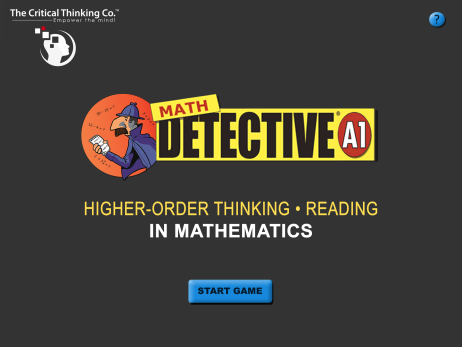 The Critical Thinking Co.™
Empower the mind!
?
MATH
DETECTIVE® A1
HIGHER-ORDER THINKING • READING
IN MATHEMATICS
START GAME